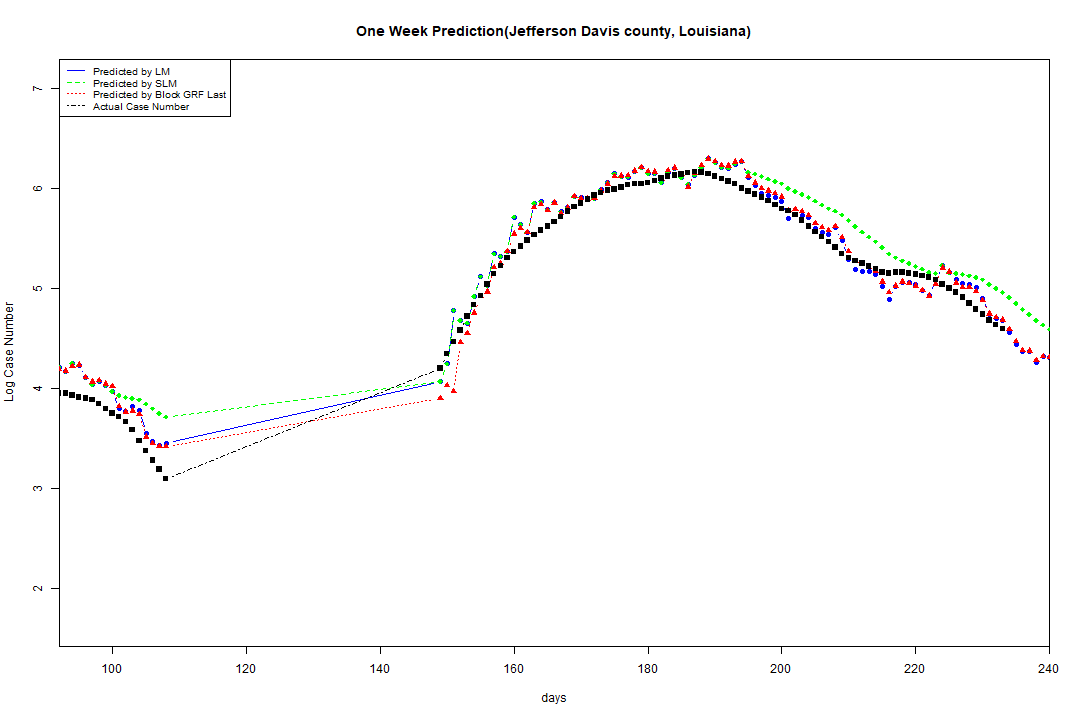 One Week Prediction(Jefferson Davis county, Louisiana)
Predicted by LM
Predicted by SLM
Predicted by Block GRF Last
Actual Case Number
Log Case Number
7
6
5
4
3
2
100 120 140 160 180 200 220 240
days